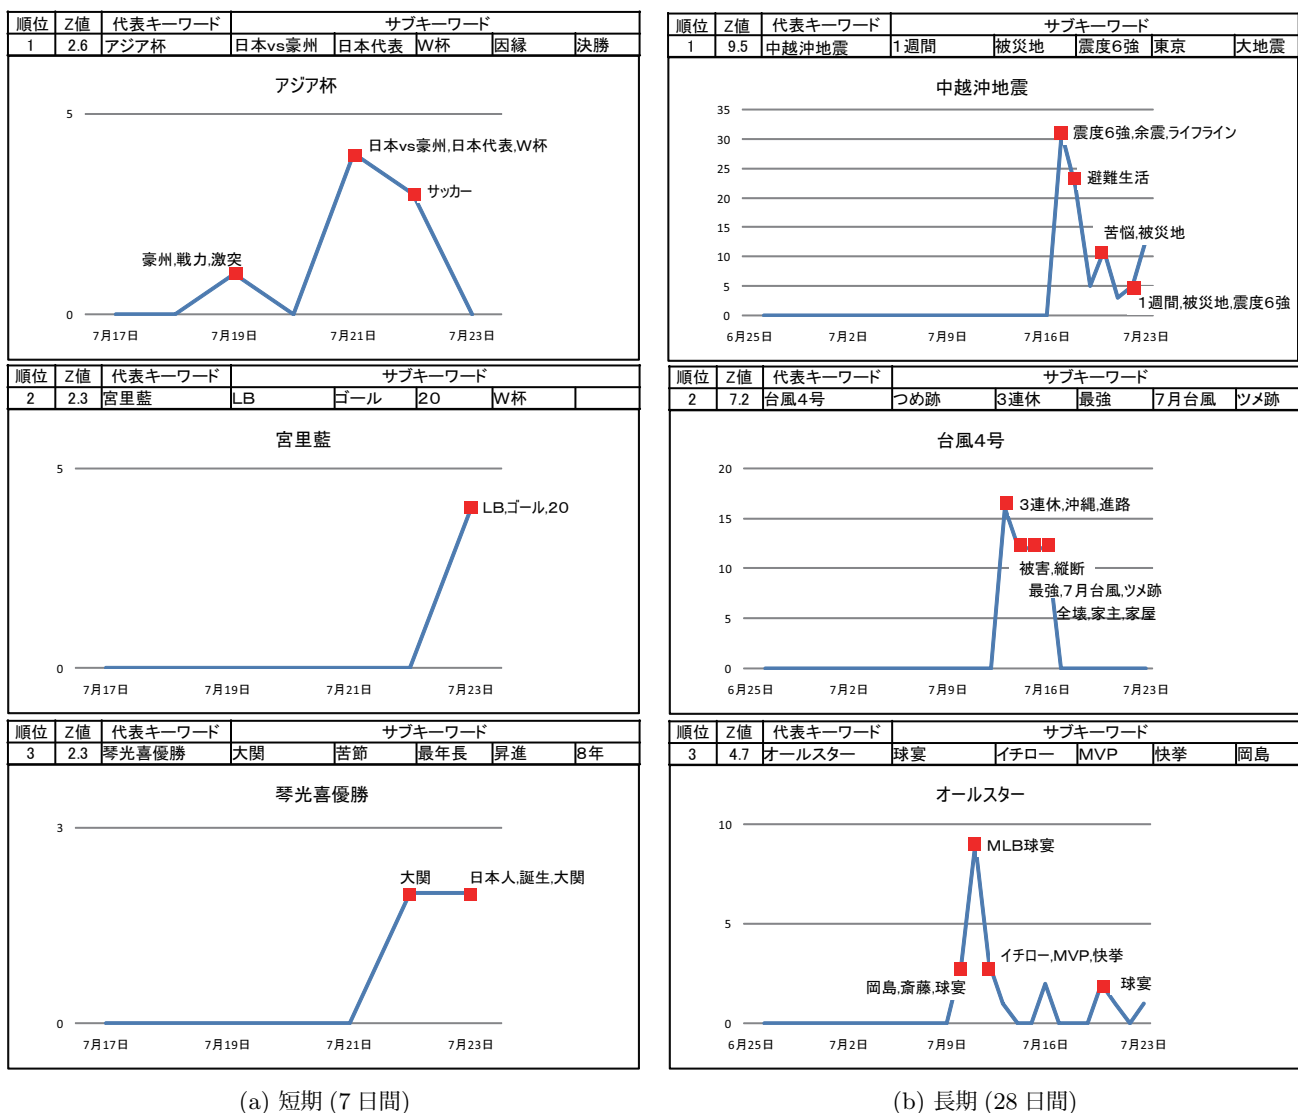 順位 Z値 代表キーワード サブキーワード
1 2.6 アジア杯 日本vs豪州 日本代表 W杯 因縁 決勝
アジア杯
5
日本vs豪州,日本代表,W杯
サッカー
豪州,戦力,激突
0
7月17日 7月19日 7月21日 7月23日
順位 Z値 代表キーワード サブキーワード
2 2.3 宮里藍 LB ゴール 20 W杯
宮里藍
5
LB,ゴール,20
0
7月17日 7月19日 7月21日 7月23日
順位 Z値 代表キーワード サブキーワード
3 2.3 琴光喜優勝 大関 苦節 最年長 昇進 8年
琴光喜優勝
3
大関 日本人,誕生,大関
0
7月17日 7月19日 7月21日 7月23日
(a) 短期 (7 日間)
順位 Z値 代表キーワード サブキーワード
1 9.5 中越沖地震 1週間 被災地 震度6強 東京 大地震
中越沖地震
35
30 震度6強,余震,ライフライン
25
避難生活
20
15
苦悩,被災地
10
5
1週間,被災地,震度6強
0
6月25日 7月2日 7月9日 7月16日 7月23日
順位 Z値 代表キーワード サブキーワード
2 7.2 台風4号 つめ跡 3連休 最強 7月台風 ツメ跡
台風4号
20
3連休,沖縄,進路
15
10 被害,縦断
最強,7月台風,ツメ跡
5 全壊,家主,家屋
0
6月25日 7月2日 7月9日 7月16日 7月23日
順位 Z値 代表キーワード サブキーワード
3 4.7 オールスター 球宴 イチロー MVP 快挙 岡島
オールスター
10
MLB球宴
5
イチロー,MVP,快挙
岡島,斎藤,球宴 球宴
0
6月25日 7月2日 7月9日 7月16日 7月23日
(b) 長期 (28 日間)